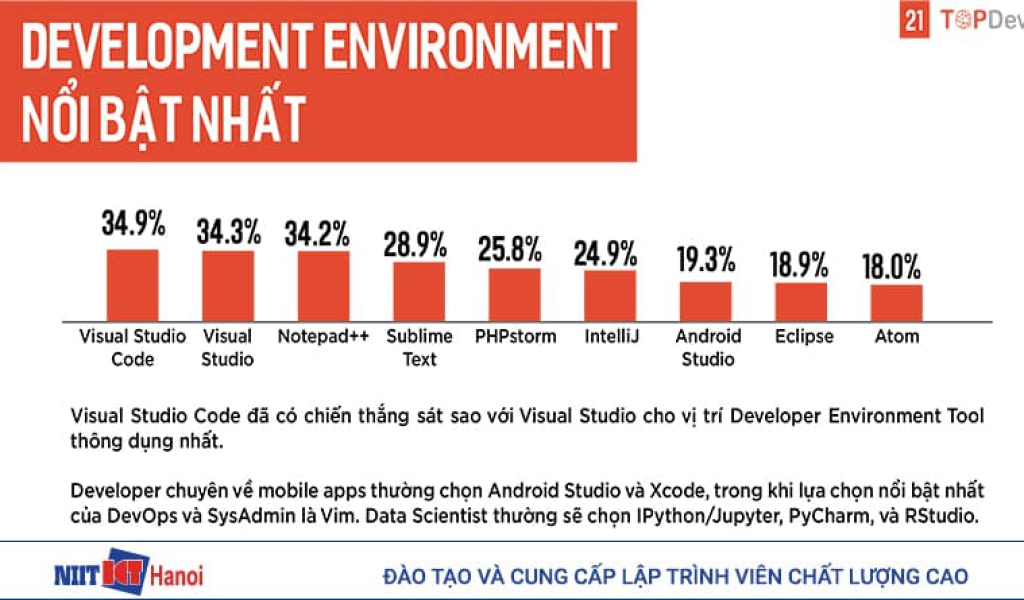 DEVELOPMENT ENVIRONMENT
NỔI BẬT NHẤT
21 TOPDev
34.9% 34.3% 34.2% 28.9% 25.8% 24.9% 19.3% 18.9% 18.0%
Visual Studio Visual Notepad++ Sublime PHPstorm IntelliJ Android Eclipse Atom
Code Studio Text Studio
Visual Studio Code đã có chiến thắng sát sao với Visual Studio cho vị trí Developer Environment Tool
thông dụng nhất.
Developer chuyên về mobile apps thường chọn Android Studio và Xcode, trong khi lựa chọn nổi bật nhất
của DevOps và SysAdmin là Vim. Data Scientist thường sẽ chọn IPython/Jupyter, PyCharm, và RStudio.
NIIT ICT Hanoi
ĐÀO TẠO VÀ CUNG CẤP LẬP TRÌNH VIÊN CHẤT LƯỢNG CAO